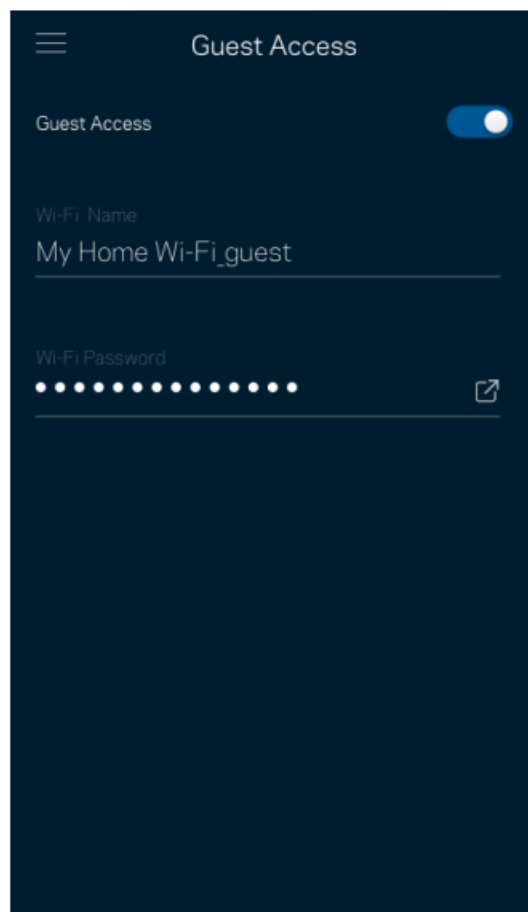 Guest Access
Guest Access
Wi-Fi Name
My Home Wi-Fi_guest
Wi-Fi Password
••••••••••••••